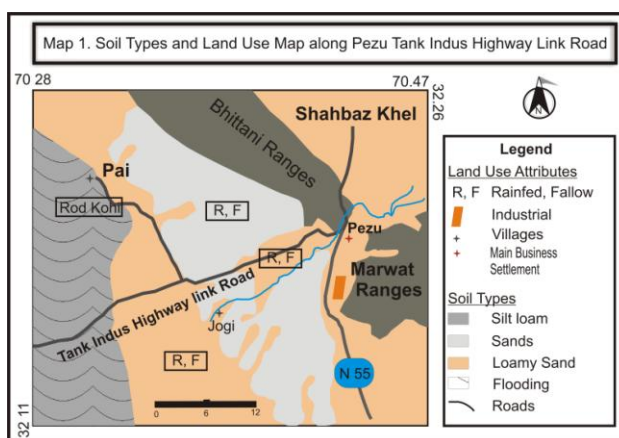 Map 1. Soil Types and Land Use Map along Pezu Tank Indus Highway Link Road
70 28
70.47
32.26
N
Shahbaz Khel
Bhittani Ranges
Pai
Rod Kohi
R, F
Pezu
R, F
Marwat
Ranges
Tank Indus Highway link Road
Jogi
R, F
N 55
0 6 12
32 11
Legend
Land Use Attributes
R, F Rainfed, Fallow
Industrial
Villages
Main Business
Settlement
Soil Types
Silt loam
Sands
Loamy Sand
Flooding
Roads